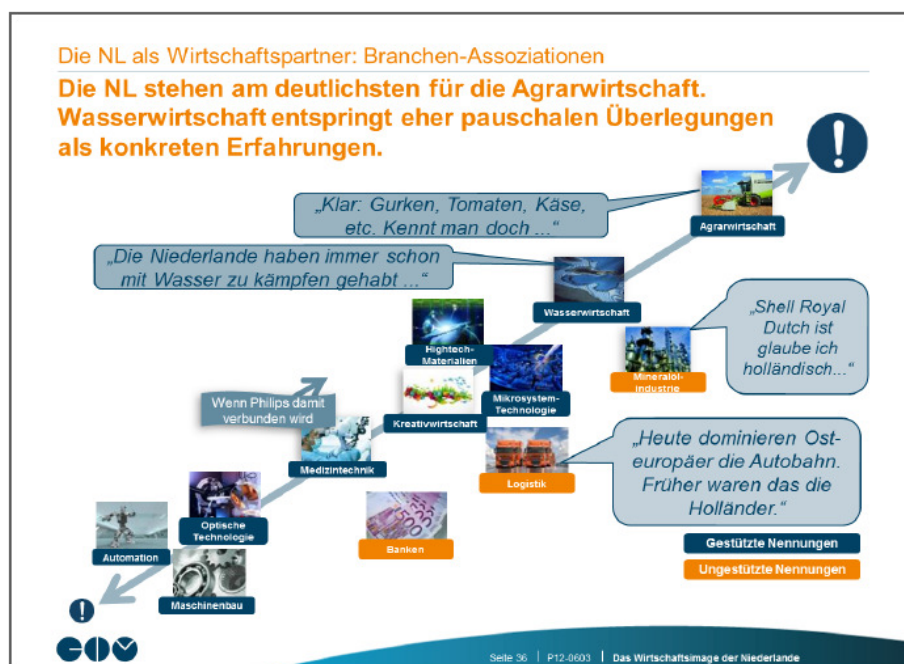 Die NL als Wirtschaftspartner: Branchen-Assoziationen
Die NL stehen am deutlichsten für die Agrarwirtschaft.
Wasserwirtschaft entspringt eher pauschalen Überlegungen
als konkreten Erfahrungen.
„Klar: Gurken, Tomaten, Käse,
etc. Kennt man doch ...“
Agrarwirtschaft
„Die Niederlande haben immer schon
mit Wasser zu kämpfen gehabt ...“
Wasserwirtschaft
„Shell Royal
Dutch ist
glaube ich
holländisch...“
Hightech-
Materialien
Mineralöl-
industrie
Wenn Philips damit
verbunden wird
Mikrosystem-
Technologie
Kreativwirtschaft
Medizintechnik
„Heute dominieren Ost-
europäer die Autobahn.
Früher waren das die
Holländer.“
Logistik
Optische
Technologie
Automation
Banken
Maschinenbau
Gestützte Nennungen
Ungestützte Nennungen
Seite 36 | P12-0603 | Das Wirtschaftsimage der Niederlande